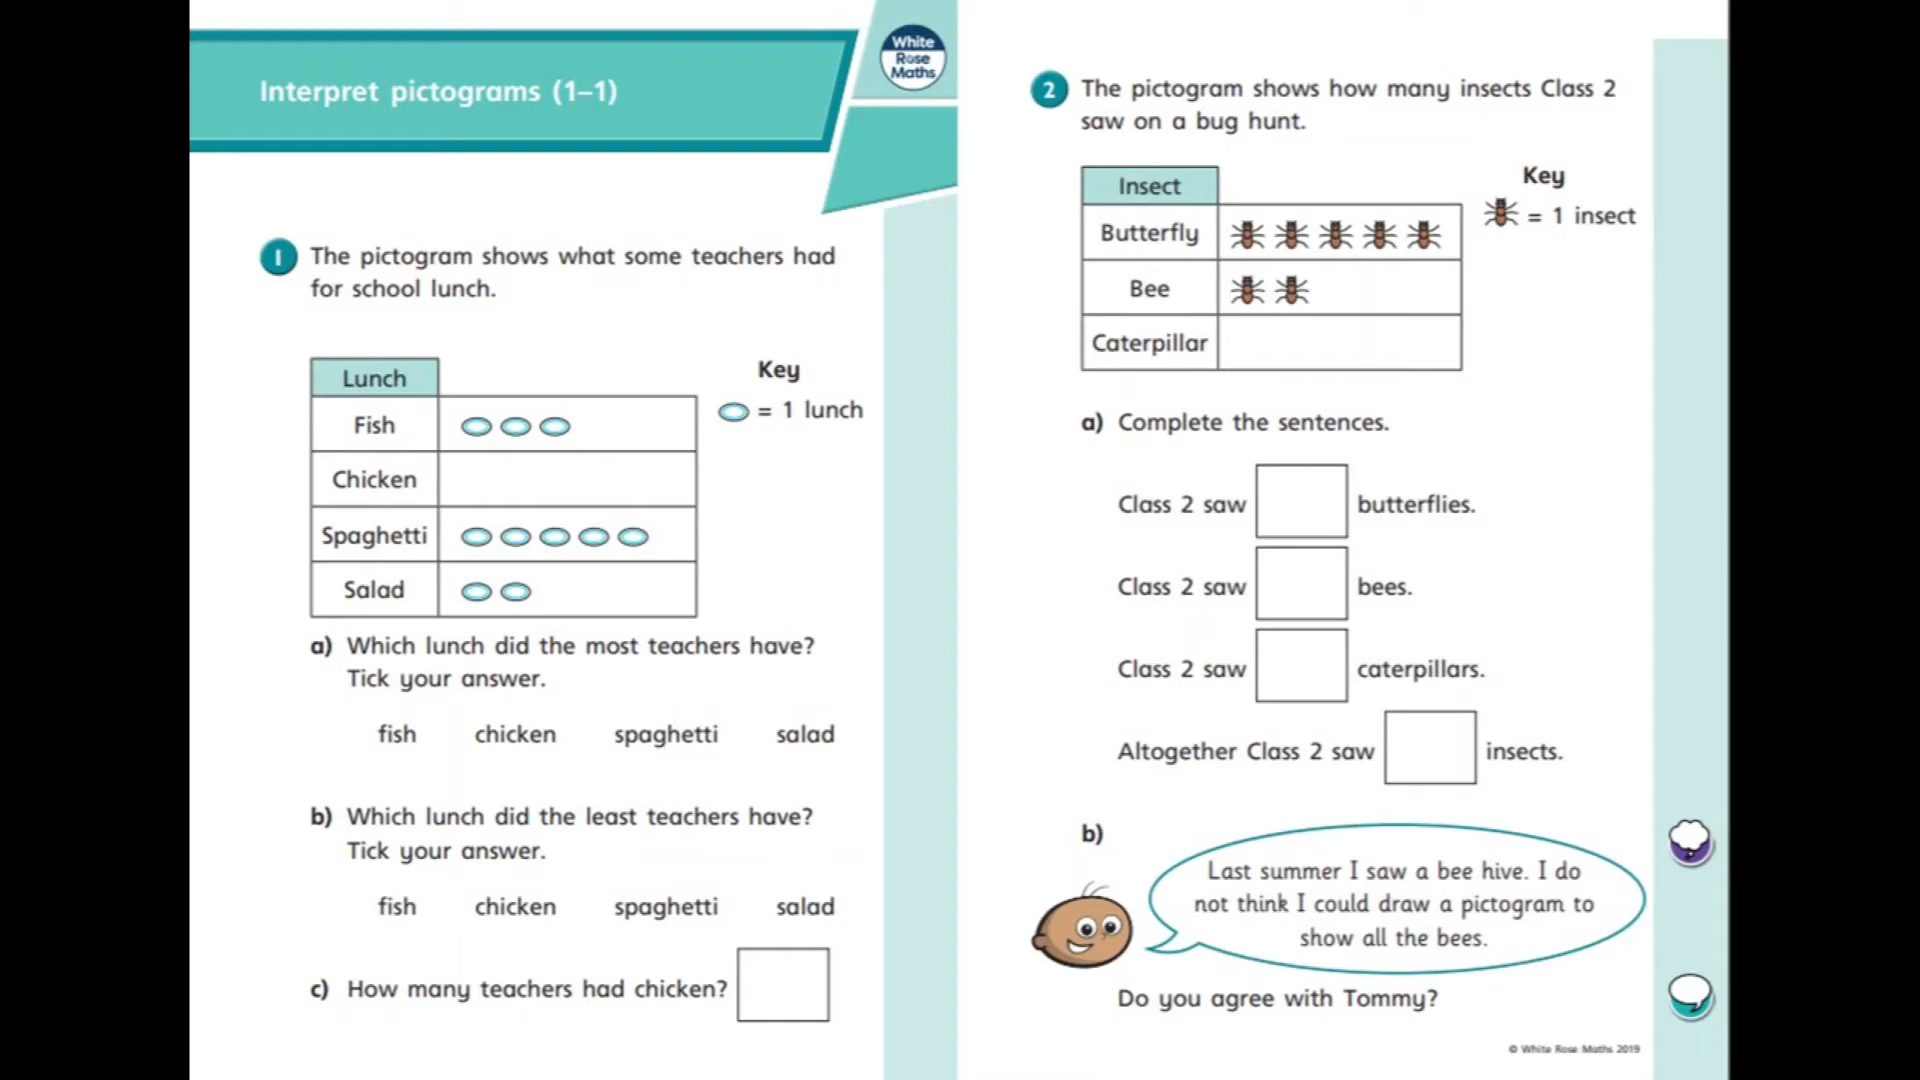 Interpret pictograms (1–1)
White
Rose
Maths
1 The pictogram shows what some teachers had
for school lunch.
Lunch
Key
= 1 lunch
Fish
Chicken
Spaghetti
Salad
a) Which lunch did the most teachers have?
Tick your answer.
fish chicken spaghetti salad
b) Which lunch did the least teachers have?
Tick your answer.
fish chicken spaghetti salad
c) How many teachers had chicken?
2 The pictogram shows how many insects Class 2
saw on a bug hunt.
Insect
Key
= 1 insect
Butterfly
Bee
Caterpillar
a) Complete the sentences.
Class 2 saw butterflies.
Class 2 saw bees.
Class 2 saw caterpillars.
Altogether Class 2 saw insects.
b)
Last summer I saw a bee hive. I do
not think I could draw a pictogram to
show all the bees.
Do you agree with Tommy?
© White Rose Maths 2019